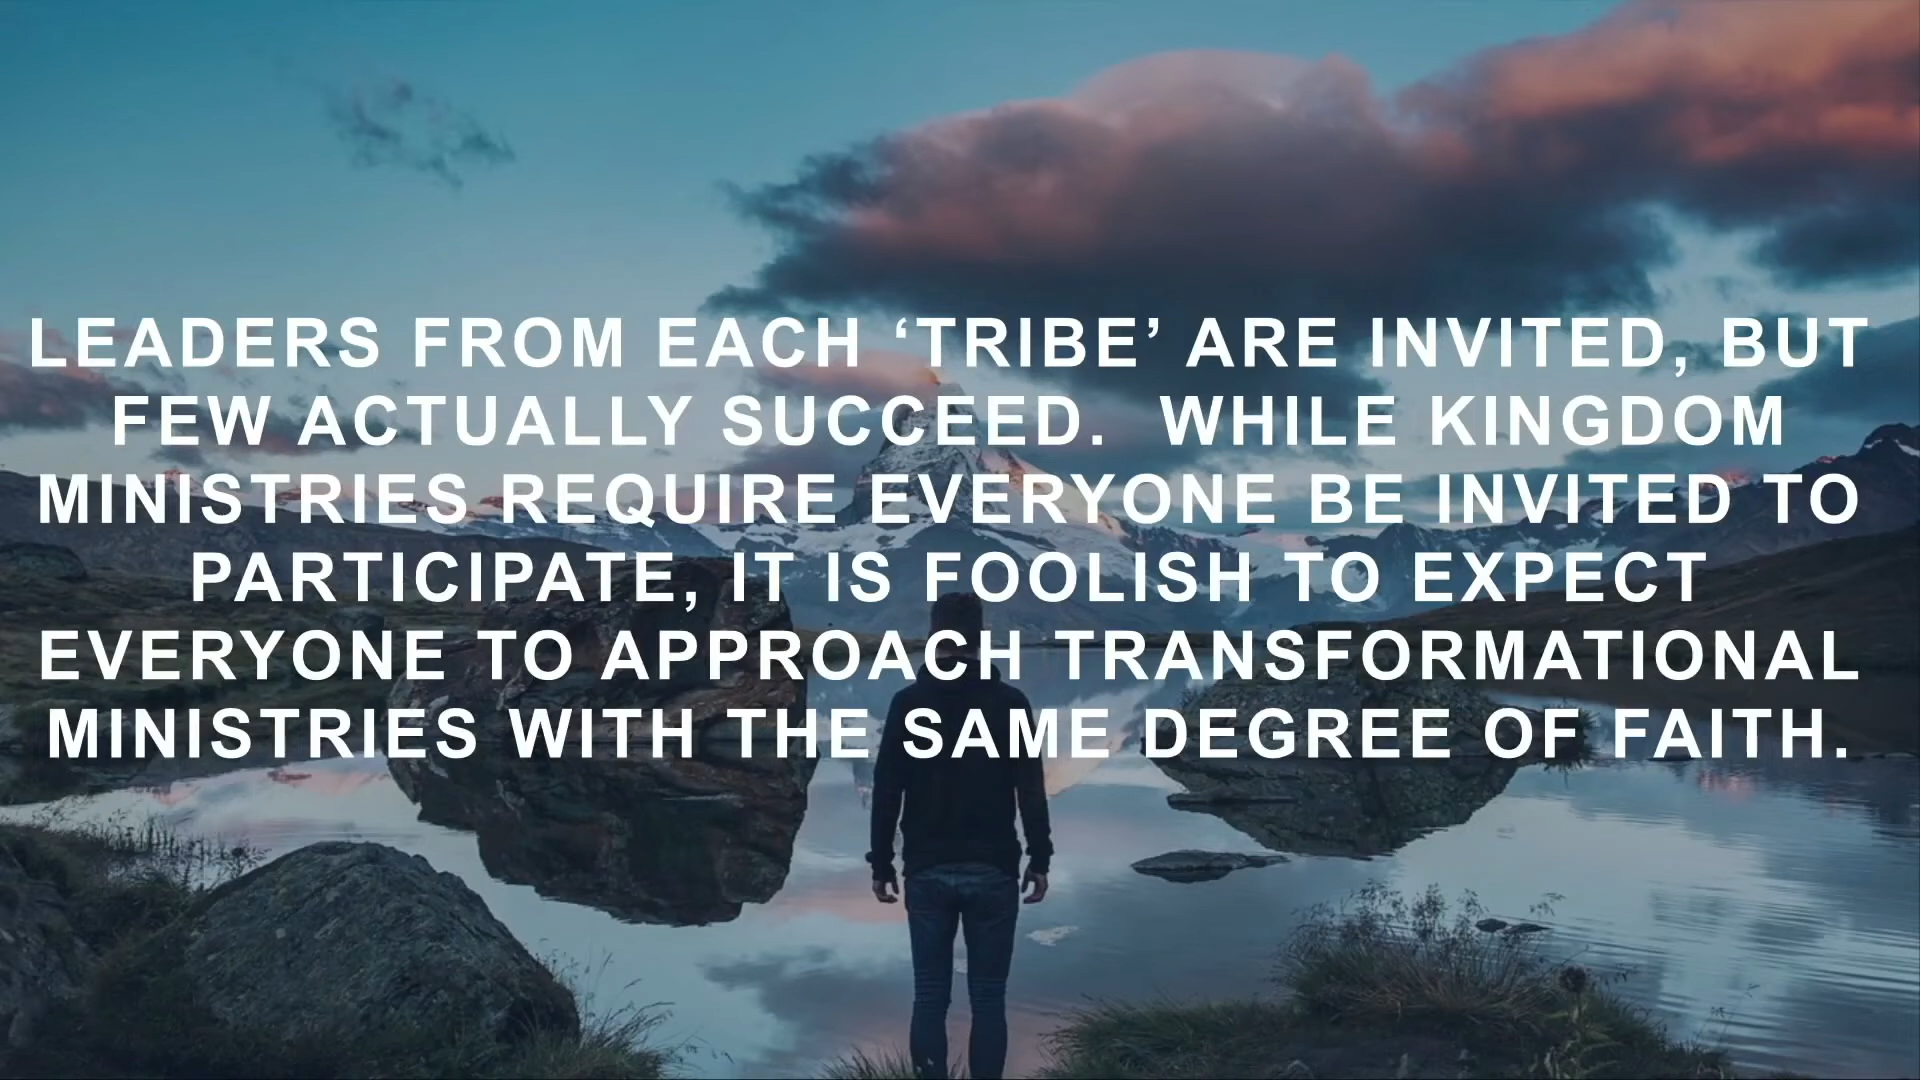 LEADERS FROM EACH ‘TRIBE’ ARE INVITED, BUT
FEW ACTUALLY SUCCEED.  WHILE KINGDOM
MINISTRIES REQUIRE EVERYONE BE INVITED TO
PARTICIPATE, IT IS FOOLISH TO EXPECT
EVERYONE TO APPROACH TRANSFORMATIONAL
MINISTRIES WITH THE SAME DEGREE OF FAITH.